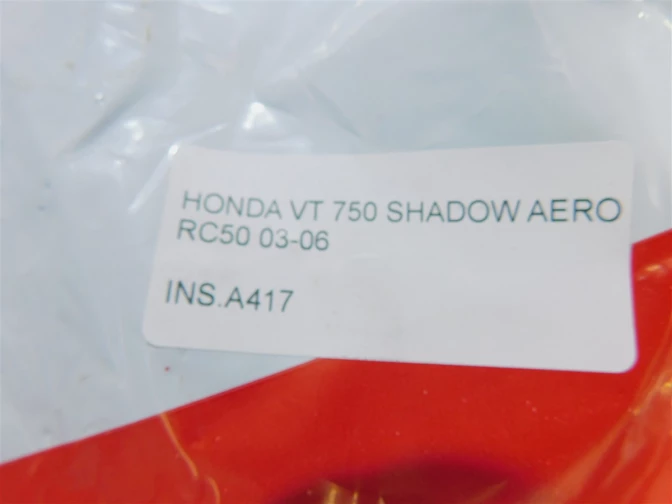 HONDA VT 750 SHADOW AERO
RC50 03-06
INS.A417